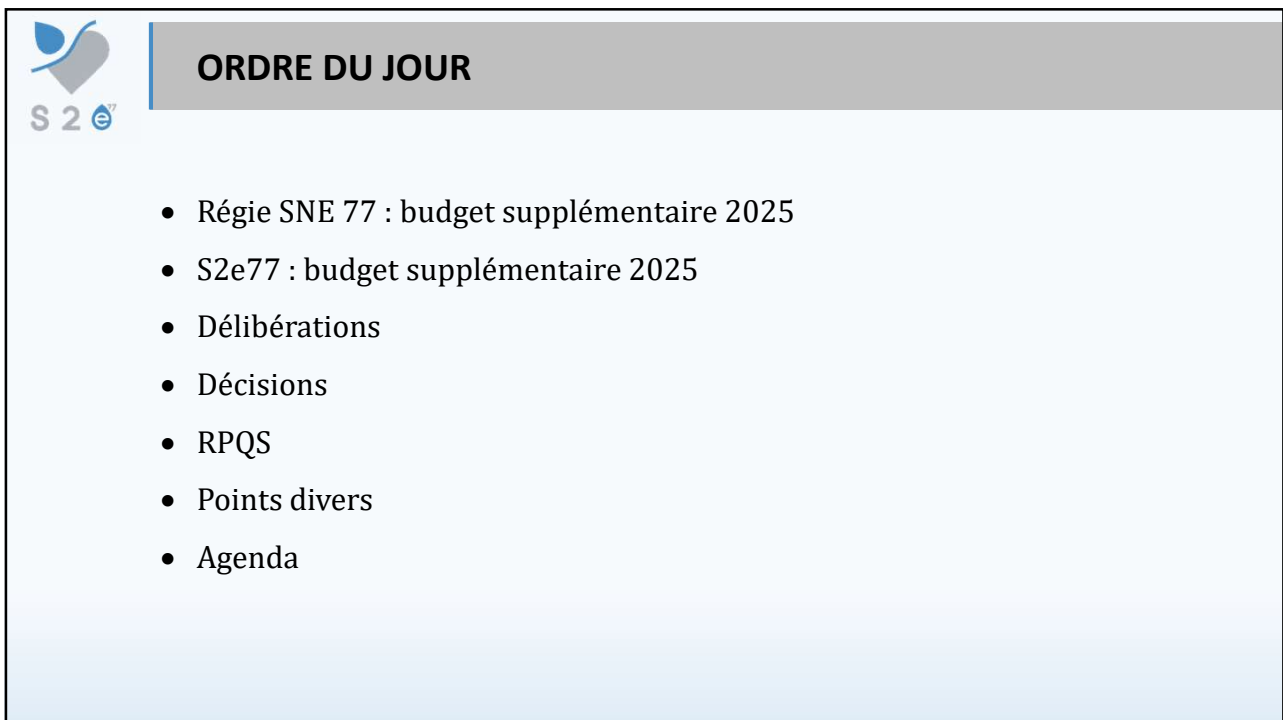 S 2 e 77
ORDRE DU JOUR
• Régie SNE 77 : budget supplémentaire 2025
• S2e77 : budget supplémentaire 2025
• Délibérations
• Décisions
• RPQS
• Points divers
• Agenda